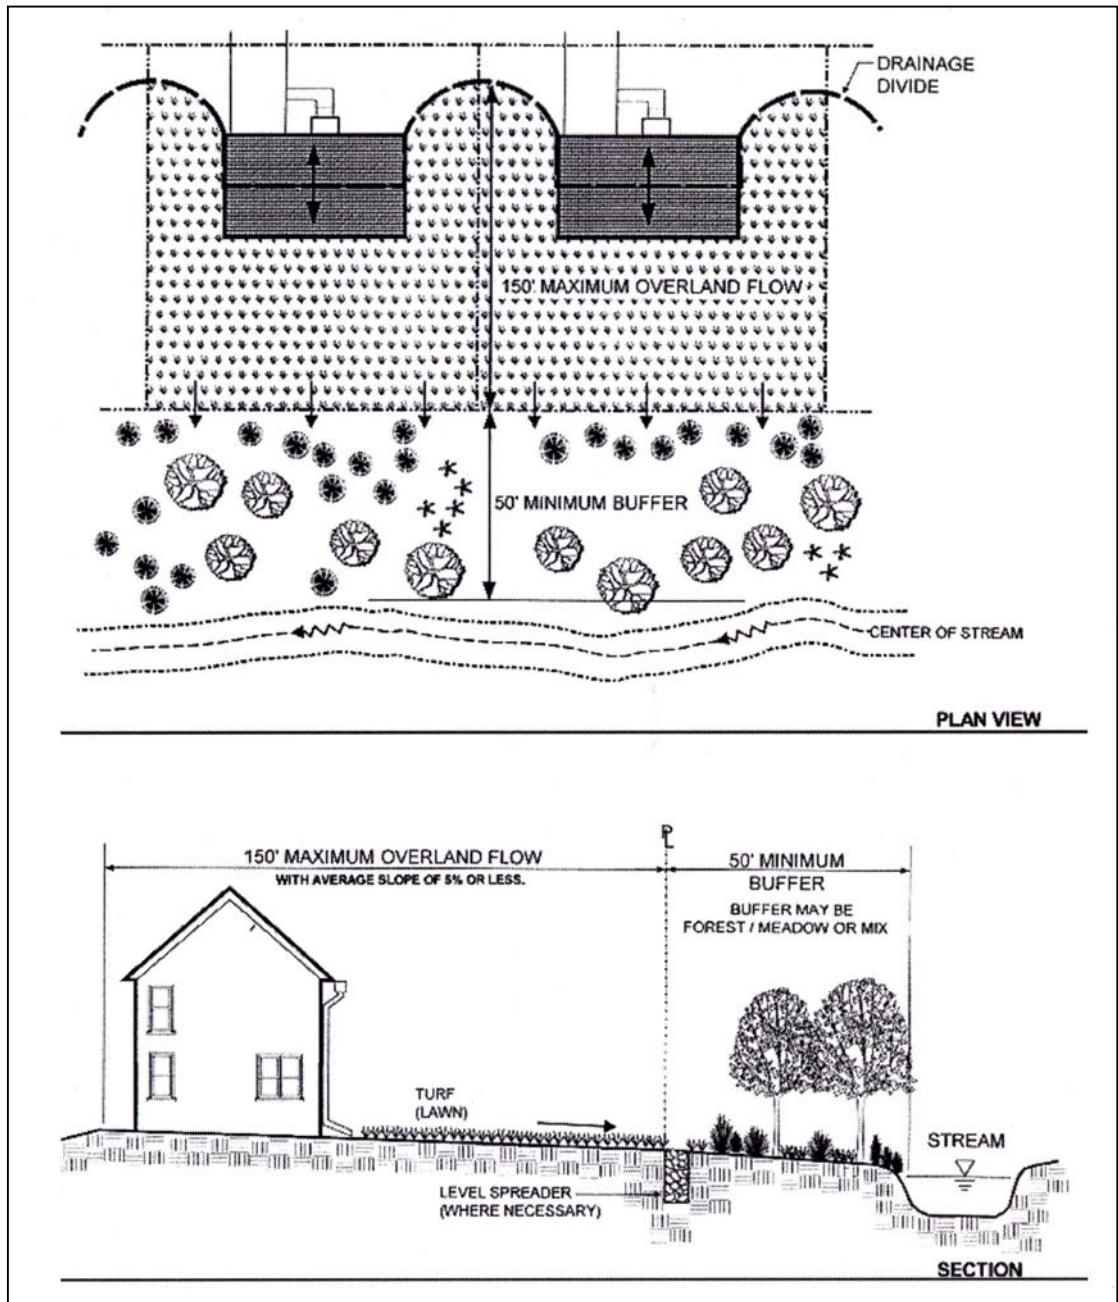 DRAINAGE
DIVIDE
150' MAXIMUM OVERLAND FLOW
50' MINIMUM BUFFER
CENTER OF STREAM
PLAN VIEW
PL
150' MAXIMUM OVERLAND FLOW
WITH AVERAGE SLOPE OF 5% OR LESS.
50' MINIMUM
BUFFER
BUFFER MAY BE
FOREST / MEADOW OR MIX
TURF
(LAWN)
STREAM
LEVEL SPREADER
(WHERE NECESSARY)
SECTION